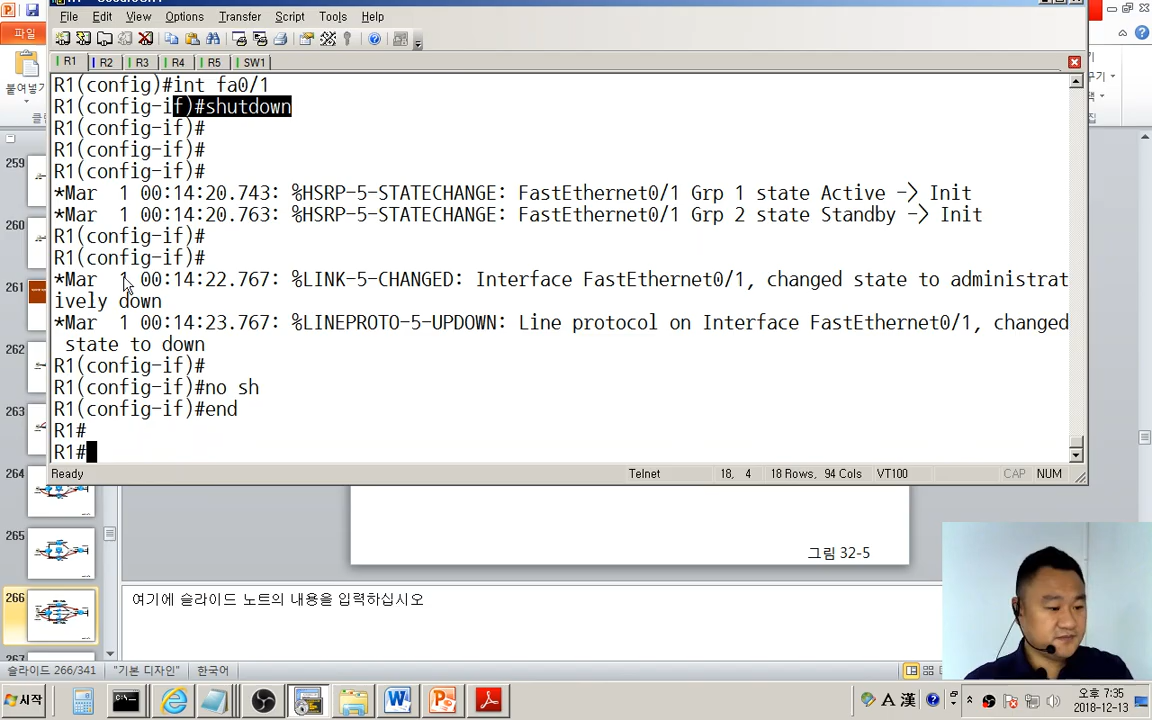 파일
붙여넣기
File Edit View Options Transfer Script Tools Help
R1 R2 R3 R4 R5 SW1
R1(config)#int fa0/1
R1(config-if)#shutdown
R1(config-if)#
R1(config-if)#
R1(config-if)#
*Mar  1 00:14:20.743: %HSRP-5-STATECHANGE: FastEthernet0/1 Grp 1 state Active -> Init
*Mar  1 00:14:20.763: %HSRP-5-STATECHANGE: FastEthernet0/1 Grp 2 state Standby -> Init
R1(config-if)#
R1(config-if)#
*Mar  1 00:14:22.767: %LINK-5-CHANGED: Interface FastEthernet0/1, changed state to administrat
ively down
*Mar  1 00:14:23.767: %LINEPROTO-5-UPDOWN: Line protocol on Interface FastEthernet0/1, changed
 state to down
R1(config-if)#
R1(config-if)#no sh
R1(config-if)#end
R1#
R1#
Ready Telnet 18, 4 18 Rows, 94 Cols VT100 CAP NUM
259
260
261
262
263
264
265
266
267
그림 32-5
여기에 슬라이드 노트의 내용을 입력하십시오
슬라이드 266/341 "기본 디자인" 한국어
시작
A 漢
오후 7:35
2018-12-13